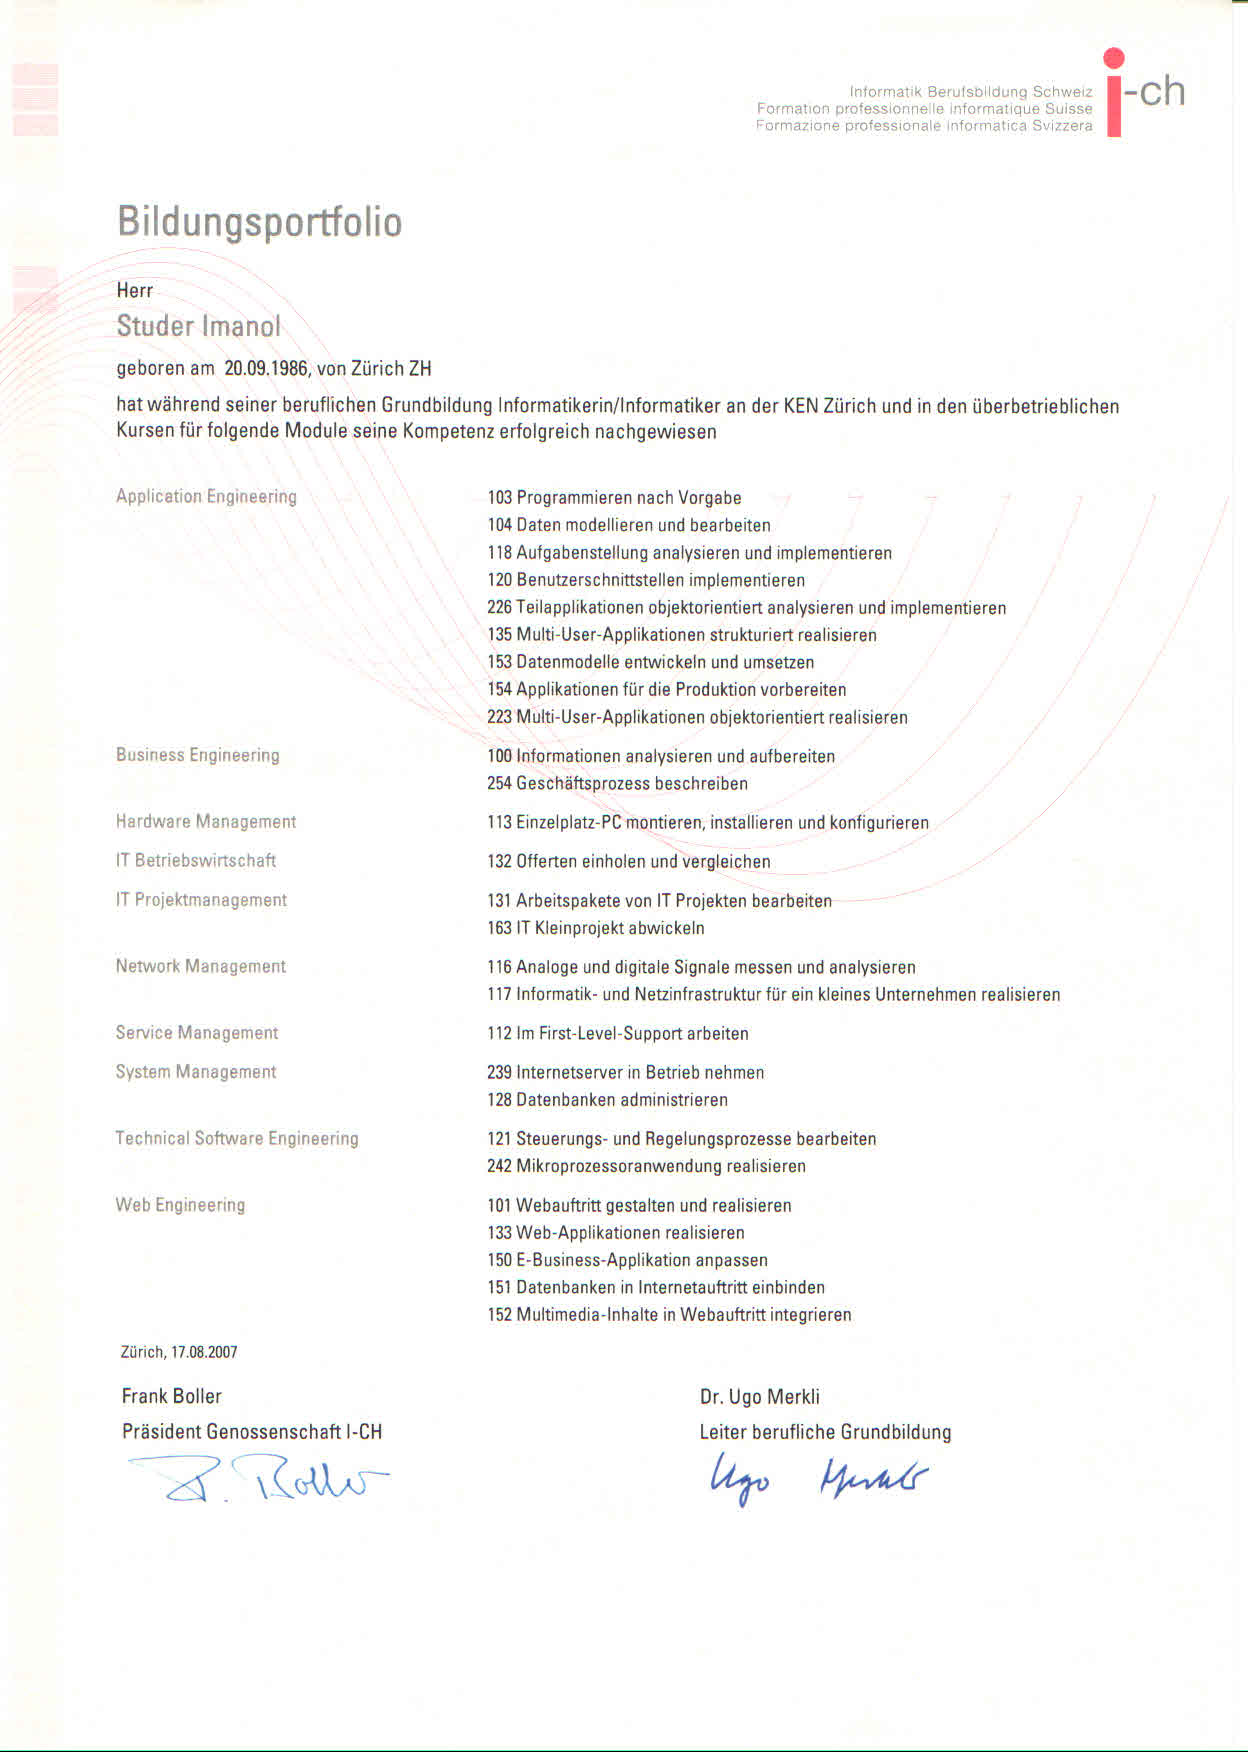 Informatik Berufsbildung Schweiz
Formation professionnelle informatique Suisse
Formazione professionale informatica Svizzera
i-ch
Bildungsportfolio
Herr
Studer Imanol
geboren am 20.09.1986, von Zürich ZH
hat während seiner beruflichen Grundbildung Informatikerin/Informatiker an der KEN Zürich und in den überbetrieblichen
Kursen für folgende Module seine Kompetenz erfolgreich nachgewiesen
Application Engineering 103 Programmieren nach Vorgabe
104 Daten modellieren und bearbeiten
118 Aufgabenstellung analysieren und implementieren
120 Benutzerschnittstellen implementieren
226 Teilapplikationen objektorientiert analysieren und implementieren
135 Multi-User-Applikationen strukturiert realisieren
153 Datenmodelle entwickeln und umsetzen
154 Applikationen für die Produktion vorbereiten
223 Multi-User-Applikationen objektorientiert realisieren
Business Engineering 100 Informationen analysieren und aufbereiten
254 Geschäftsprozess beschreiben
Hardware Management 113 Einzelplatz-PC montieren, installieren und konfigurieren
IT Betriebswirtschaft 132 Offerten einholen und vergleichen
IT Projektmanagement 131 Arbeitspakete von IT Projekten bearbeiten
163 IT Kleinprojekt abwickeln
Network Management 116 Analoge und digitale Signale messen und analysieren
117 Informatik- und Netzinfrastruktur für ein kleines Unternehmen realisieren
Service Management 112 Im First-Level-Support arbeiten
System Management 239 Internetserver in Betrieb nehmen
128 Datenbanken administrieren
Technical Software Engineering 121 Steuerungs- und Regelungsprozesse bearbeiten
242 Mikroprozessoranwendung realisieren
Web Engineering 101 Webauftritt gestalten und realisieren
133 Web-Applikationen realisieren
150 E-Business-Applikation anpassen
151 Datenbanken in Internetauftritt einbinden
152 Multimedia-Inhalte in Webauftritt integrieren
Zürich, 17.08.2007
Frank Boller Dr. Ugo Merkli
Präsident Genossenschaft I-CH Leiter berufliche Grundbildung
F. Boller Ugo Merkli